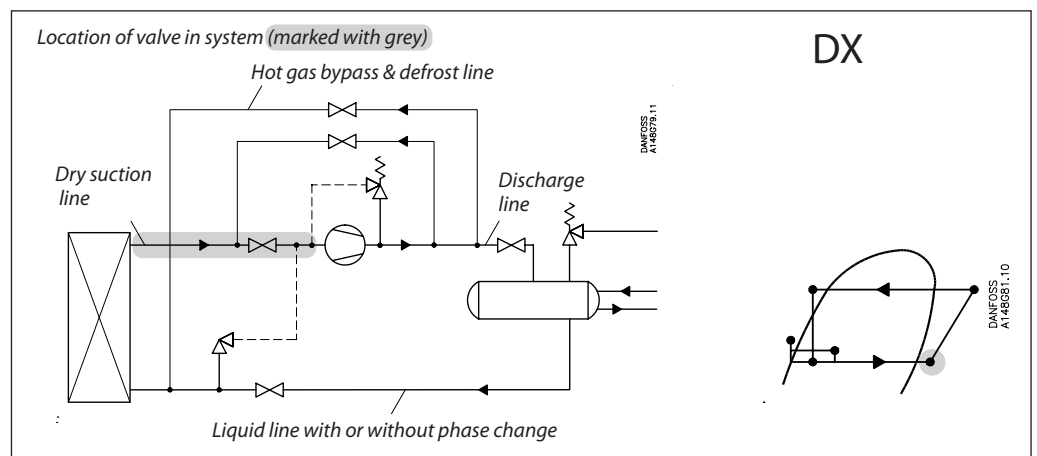 Location of valve in system (marked with grey)
DX
Hot gas bypass & defrost line
DANFOSS
A148G79.11
Dry suction
line
Discharge
line
DANFOSS
A148G81.10
Liquid line with or without phase change